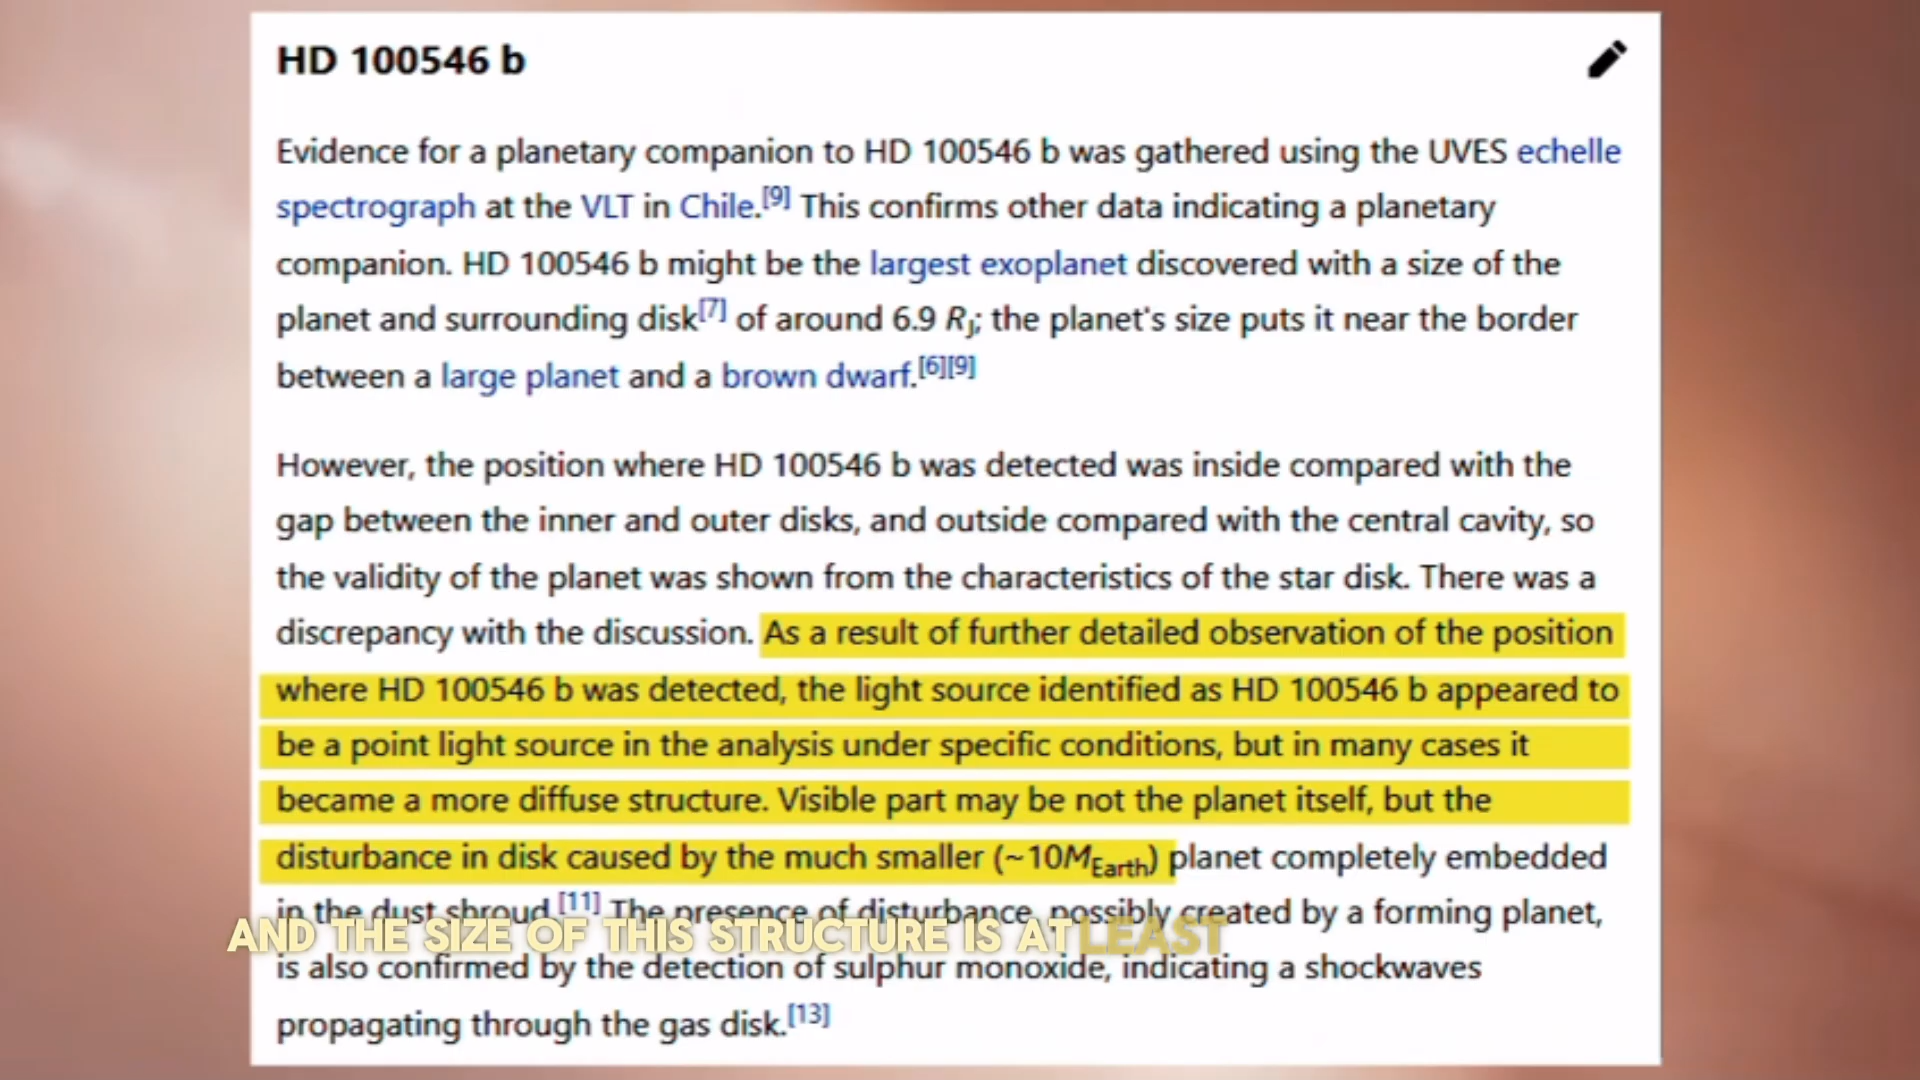 HD 100546 b
Evidence for a planetary companion to HD 100546 b was gathered using the UVES echelle
spectrograph at the VLT in Chile.[9] This confirms other data indicating a planetary
companion. HD 100546 b might be the largest exoplanet discovered with a size of the
planet and surrounding disk[7] of around 6.9 RJ; the planet's size puts it near the border
between a large planet and a brown dwarf.[6][9]
However, the position where HD 100546 b was detected was inside compared with the
gap between the inner and outer disks, and outside compared with the central cavity, so
the validity of the planet was shown from the characteristics of the star disk. There was a
discrepancy with the discussion. As a result of further detailed observation of the position
where HD 100546 b was detected, the light source identified as HD 100546 b appeared to
be a point light source in the analysis under specific conditions, but in many cases it
became a more diffuse structure. Visible part may be not the planet itself, but the
disturbance in disk caused by the much smaller (~10MEarth) planet completely embedded
in the dust shroud.[11] The presence of disturbance, possibly created by a forming planet,
AND THE SIZE OF THIS STRUCTURE IS AT LEAST
is also confirmed by the detection of sulphur monoxide, indicating a shockwaves
propagating through the gas disk.[13]